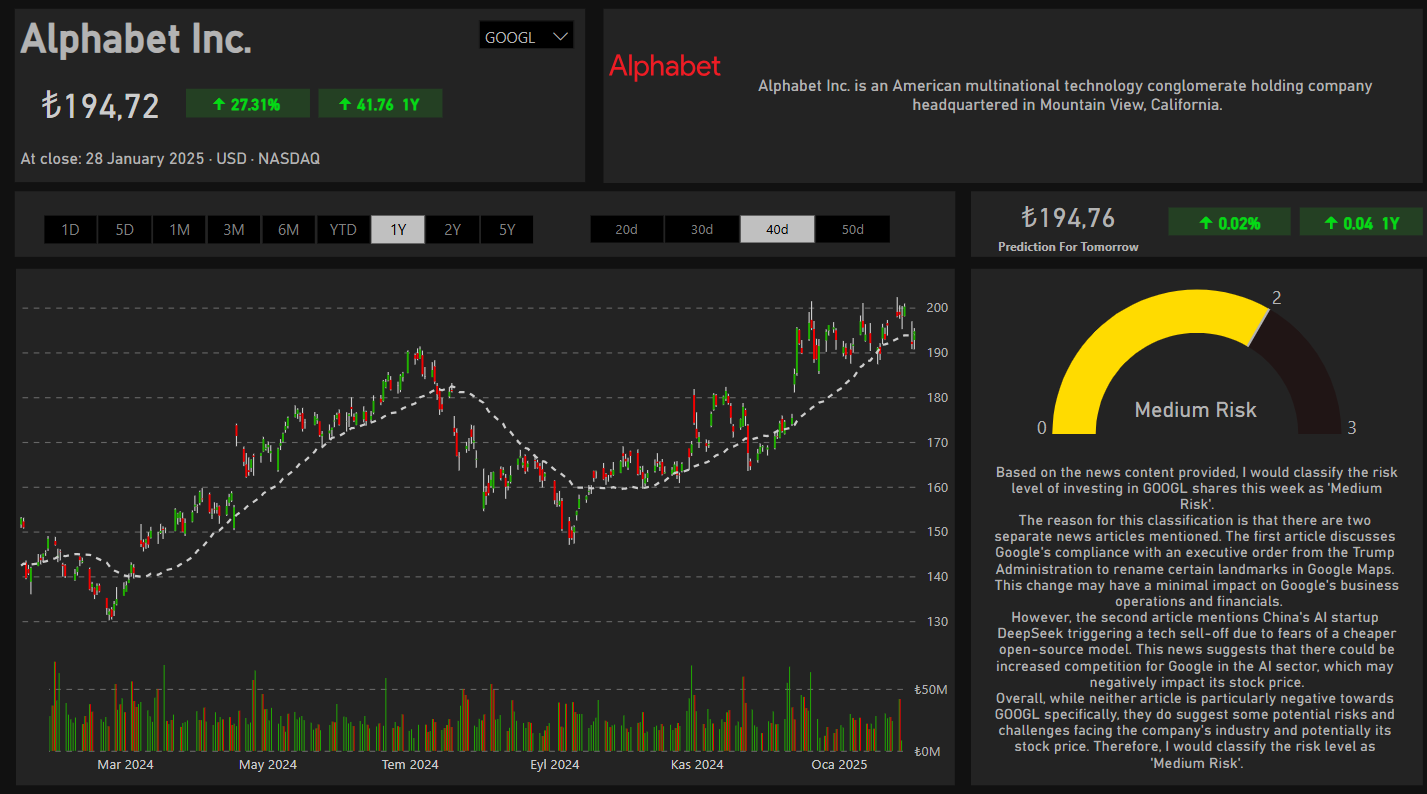 Alphabet Inc.
GOOGL
₺194,72
↑ 27.31%
↑ 41.76 1Y
At close: 28 January 2025 · USD · NASDAQ
Alphabet
Alphabet Inc. is an American multinational technology conglomerate holding company
headquartered in Mountain View, California.
1D 5D 1M 3M 6M YTD 1Y 2Y 5Y
20d 30d 40d 50d
₺194,76
Prediction For Tomorrow
↑ 0.02%
↑ 0.04 1Y
200
190
180
170
160
150
140
130
₺50M
₺0M
Mar 2024 May 2024 Tem 2024 Eyl 2024 Kas 2024 Oca 2025
2
0
Medium Risk
3
Based on the news content provided, I would classify the risk
level of investing in GOOGL shares this week as 'Medium
Risk'.
The reason for this classification is that there are two
separate news articles mentioned. The first article discusses
Google's compliance with an executive order from the Trump
Administration to rename certain landmarks in Google Maps.
This change may have a minimal impact on Google's business
operations and financials.
However, the second article mentions China's AI startup
DeepSeek triggering a tech sell-off due to fears of a cheaper
open-source model. This news suggests that there could be
increased competition for Google in the AI sector, which may
negatively impact its stock price.
Overall, while neither article is particularly negative towards
GOOGL specifically, they do suggest some potential risks and
challenges facing the company's industry and potentially its
stock price. Therefore, I would classify the risk level as
'Medium Risk'.